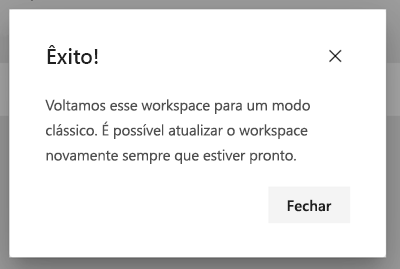 Êxito!
Voltamos esse workspace para um modo
clássico. É possível atualizar o workspace
novamente sempre que estiver pronto.
Fechar